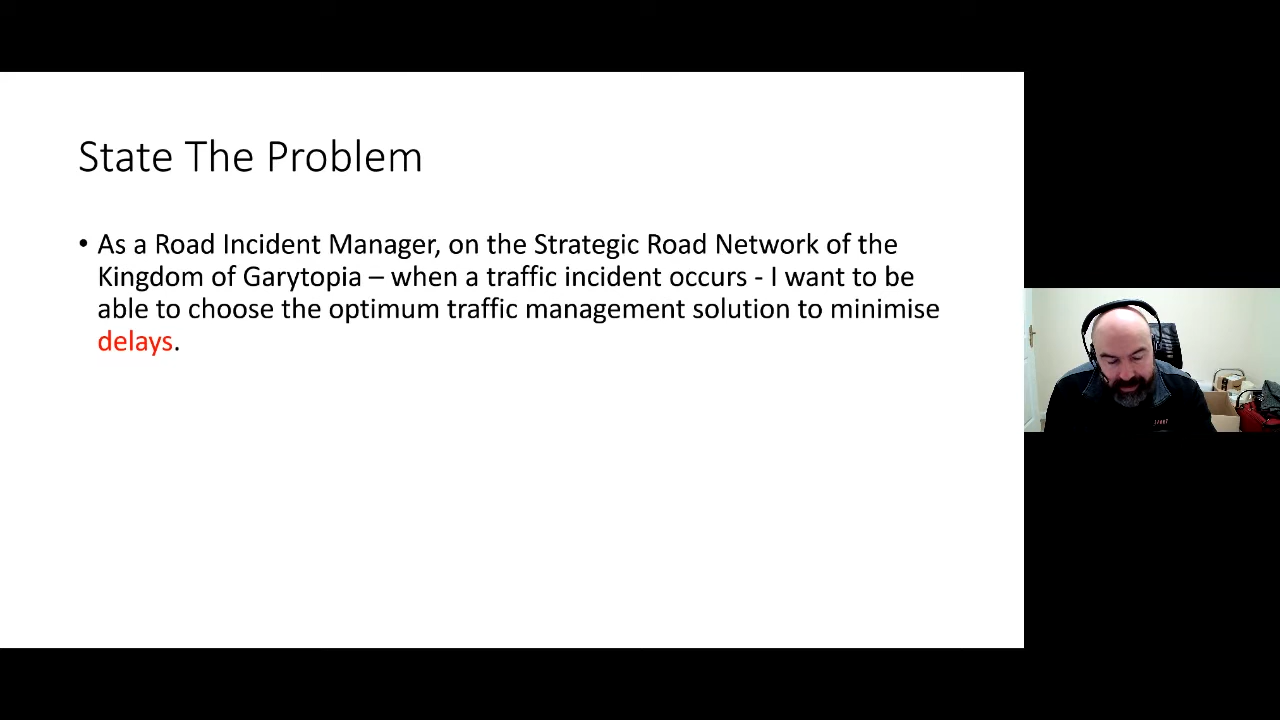 State The Problem
• As a Road Incident Manager, on the Strategic Road Network of the
Kingdom of Garytopia – when a traffic incident occurs - I want to be
able to choose the optimum traffic management solution to minimise
delays.